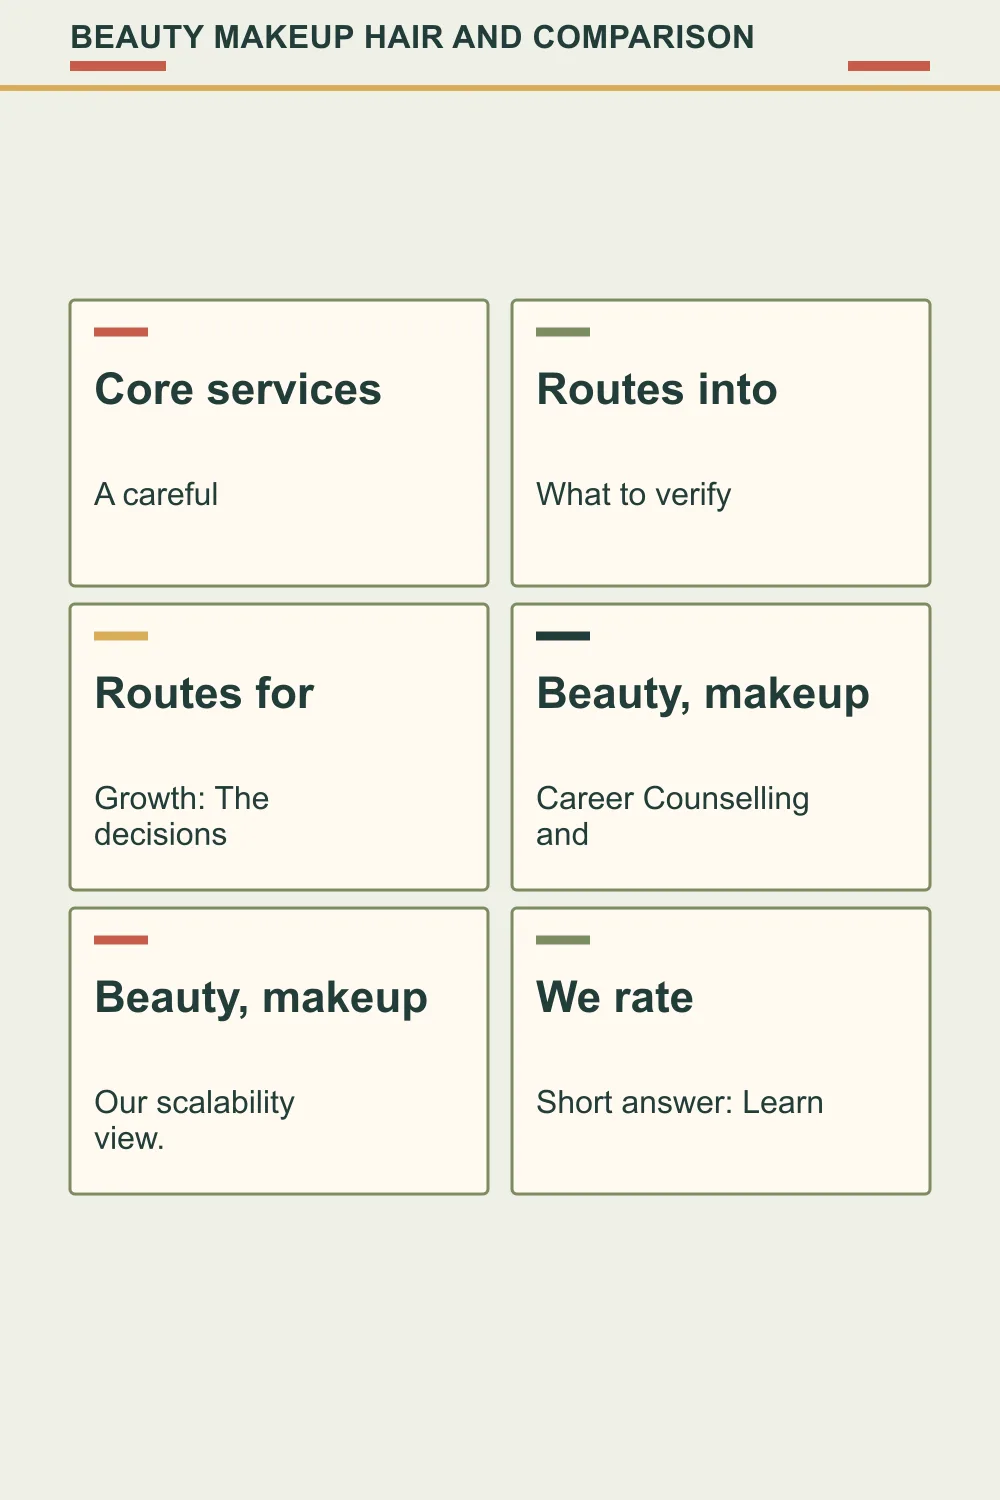 BEAUTY MAKEUP HAIR AND COMPARISON
Core services
A careful
Routes into
What to verify
Routes for
Growth: The
decisions
Beauty, makeup
Career Counselling
and
Beauty, makeup
Our scalability
view.
We rate
Short answer: Learn